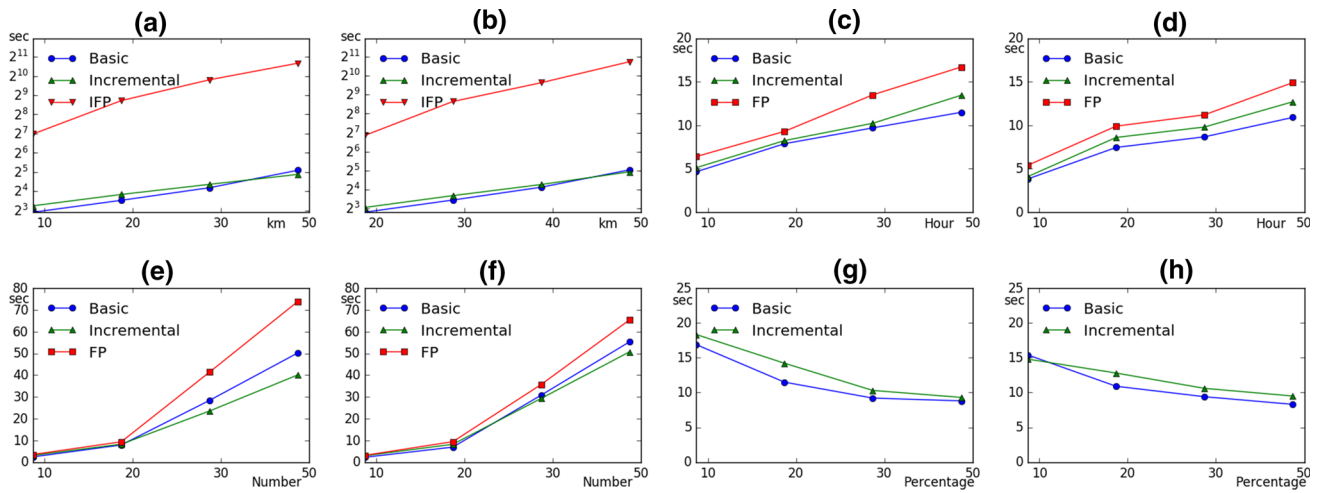 (a)
sec
2^11
2^10
2^9
2^8
2^7
2^6
2^5
2^4
2^3
Basic
Incremental
IFP
10 20 30 50
km
(b)
sec
2^11
2^10
2^9
2^8
2^7
2^6
2^5
2^4
2^3
Basic
Incremental
IFP
20 30 40 50
km
(c)
20
sec
15
10
5
0
Basic
Incremental
FP
10 20 30 50
Hour
(d)
20
sec
15
10
5
0
Basic
Incremental
FP
10 20 30 50
Hour
(e)
80
sec
70
60
50
40
30
20
10
0
Basic
Incremental
FP
10 20 30 50
Number
(f)
80
sec
70
60
50
40
30
20
10
0
Basic
Incremental
FP
10 20 30 50
Number
(g)
25
sec
20
15
10
5
0
Basic
Incremental
10 20 30 50
Percentage
(h)
25
sec
20
15
10
5
0
Basic
Incremental
10 20 30 50
Percentage